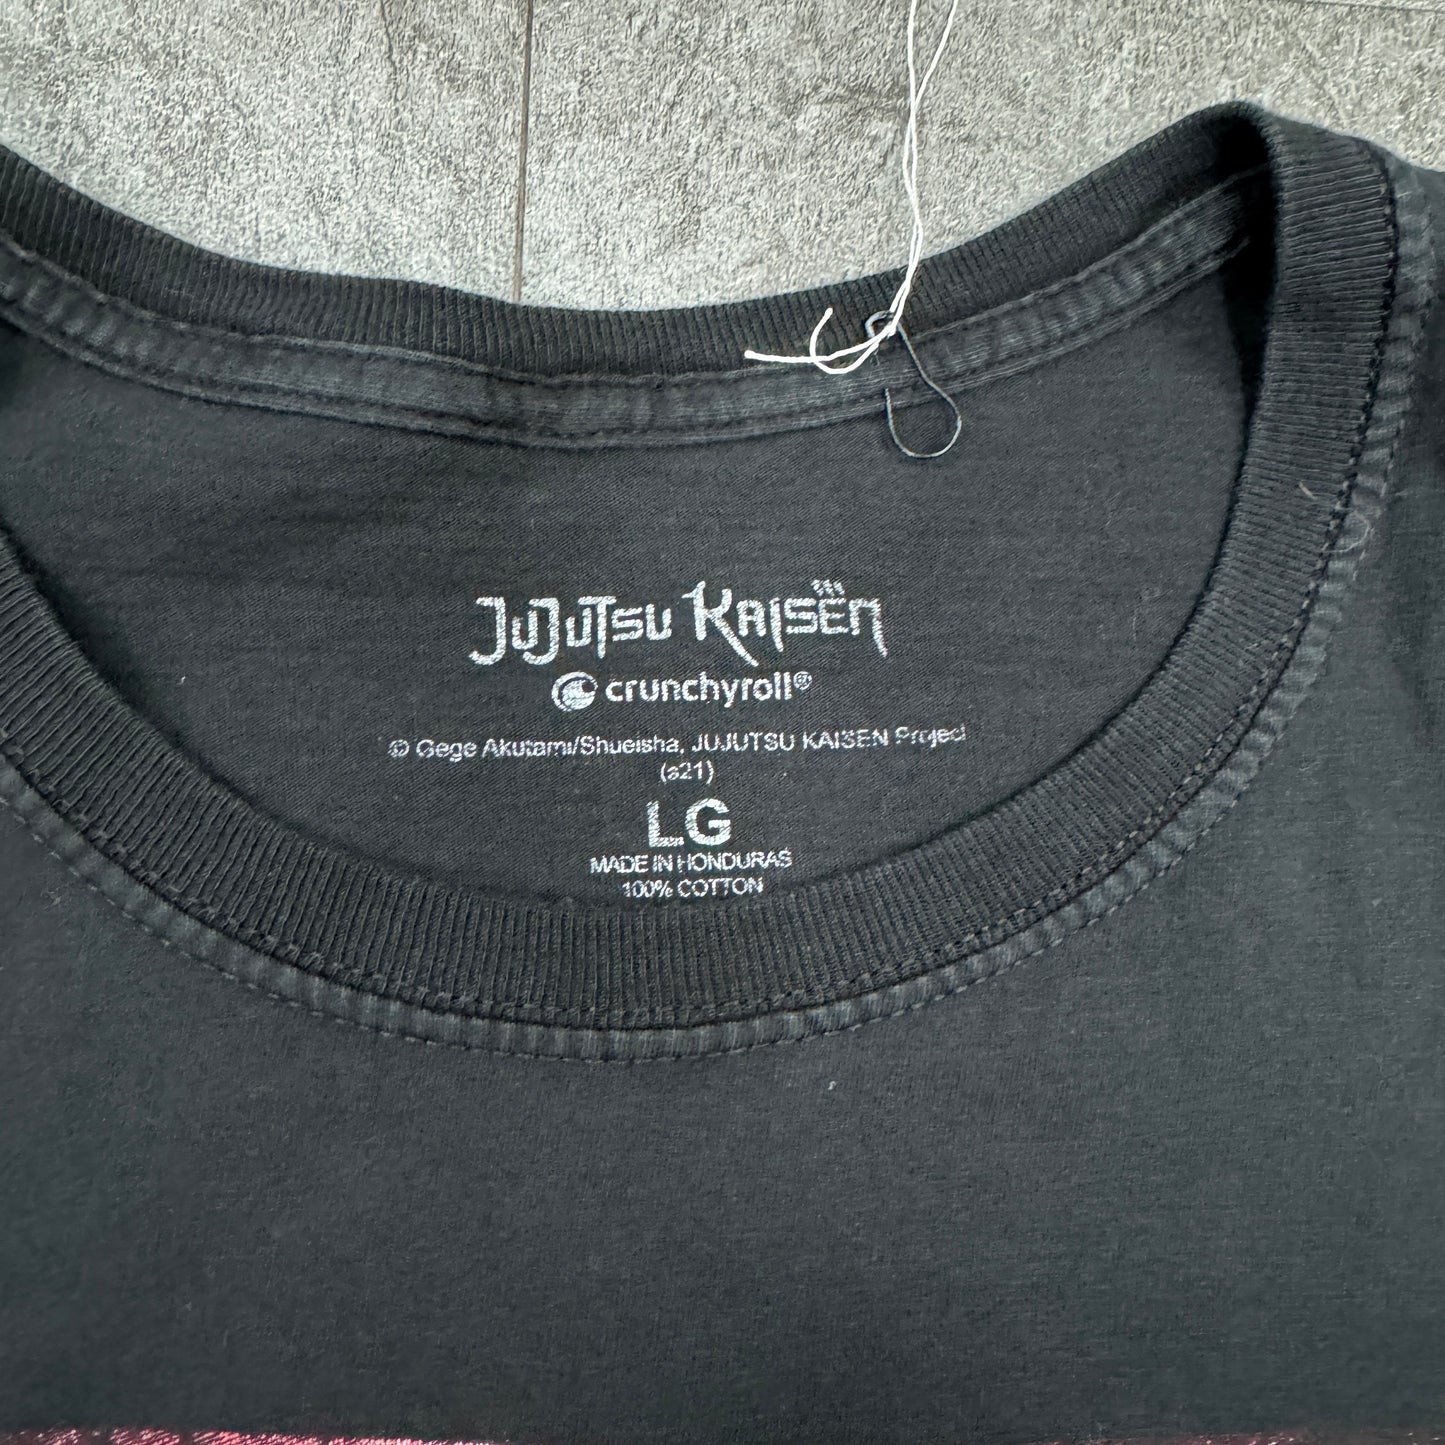 JUJUTSU KAISEN
crunchyroll®
© Gege Akutami/Shueisha, JUJUTSU KAISEN Project
(s21)
LG
MADE IN HONDURAS
100% COTTON